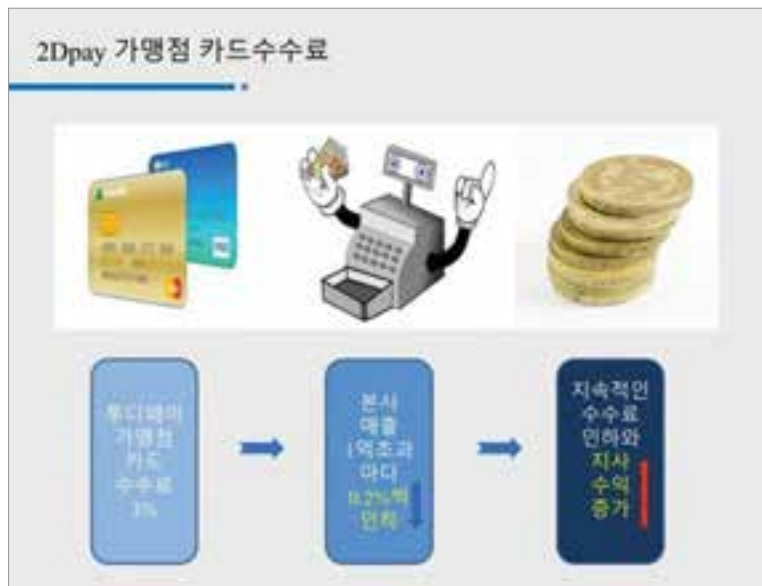 2Dpay 가맹점 카드수수료
투디페이
가맹점
카드
수수료
3%
본사
매출
1억초과
마다
0.2%씩
인하
지속적인
수수료
인하와
지사
수익
증가